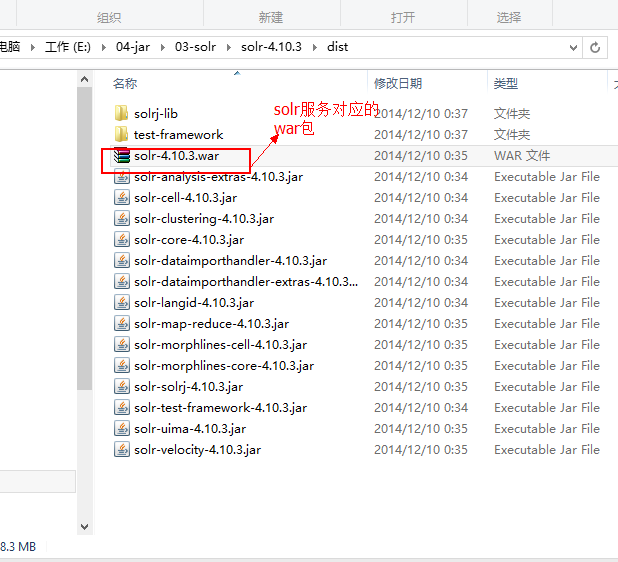 组织 新建 打开 选择
电脑 工作 (E:) 04-jar 03-solr solr-4.10.3 dist
名称 修改日期 类型
solr服务对应的
war包
solrj-lib 2014/12/10 0:37 文件夹
test-framework 2014/12/10 0:37 文件夹
solr-4.10.3.war 2014/12/10 0:35 WAR 文件
solr-analysis-extras-4.10.3.jar 2014/12/10 0:34 Executable Jar File
solr-cell-4.10.3.jar 2014/12/10 0:34 Executable Jar File
solr-clustering-4.10.3.jar 2014/12/10 0:34 Executable Jar File
solr-core-4.10.3.jar 2014/12/10 0:35 Executable Jar File
solr-dataimporthandler-4.10.3.jar 2014/12/10 0:34 Executable Jar File
solr-dataimporthandler-extras-4.10.3... 2014/12/10 0:34 Executable Jar File
solr-langid-4.10.3.jar 2014/12/10 0:34 Executable Jar File
solr-map-reduce-4.10.3.jar 2014/12/10 0:35 Executable Jar File
solr-morphlines-cell-4.10.3.jar 2014/12/10 0:35 Executable Jar File
solr-morphlines-core-4.10.3.jar 2014/12/10 0:35 Executable Jar File
solr-solrj-4.10.3.jar 2014/12/10 0:35 Executable Jar File
solr-test-framework-4.10.3.jar 2014/12/10 0:34 Executable Jar File
solr-uima-4.10.3.jar 2014/12/10 0:35 Executable Jar File
solr-velocity-4.10.3.jar 2014/12/10 0:35 Executable Jar File
8.3 MB